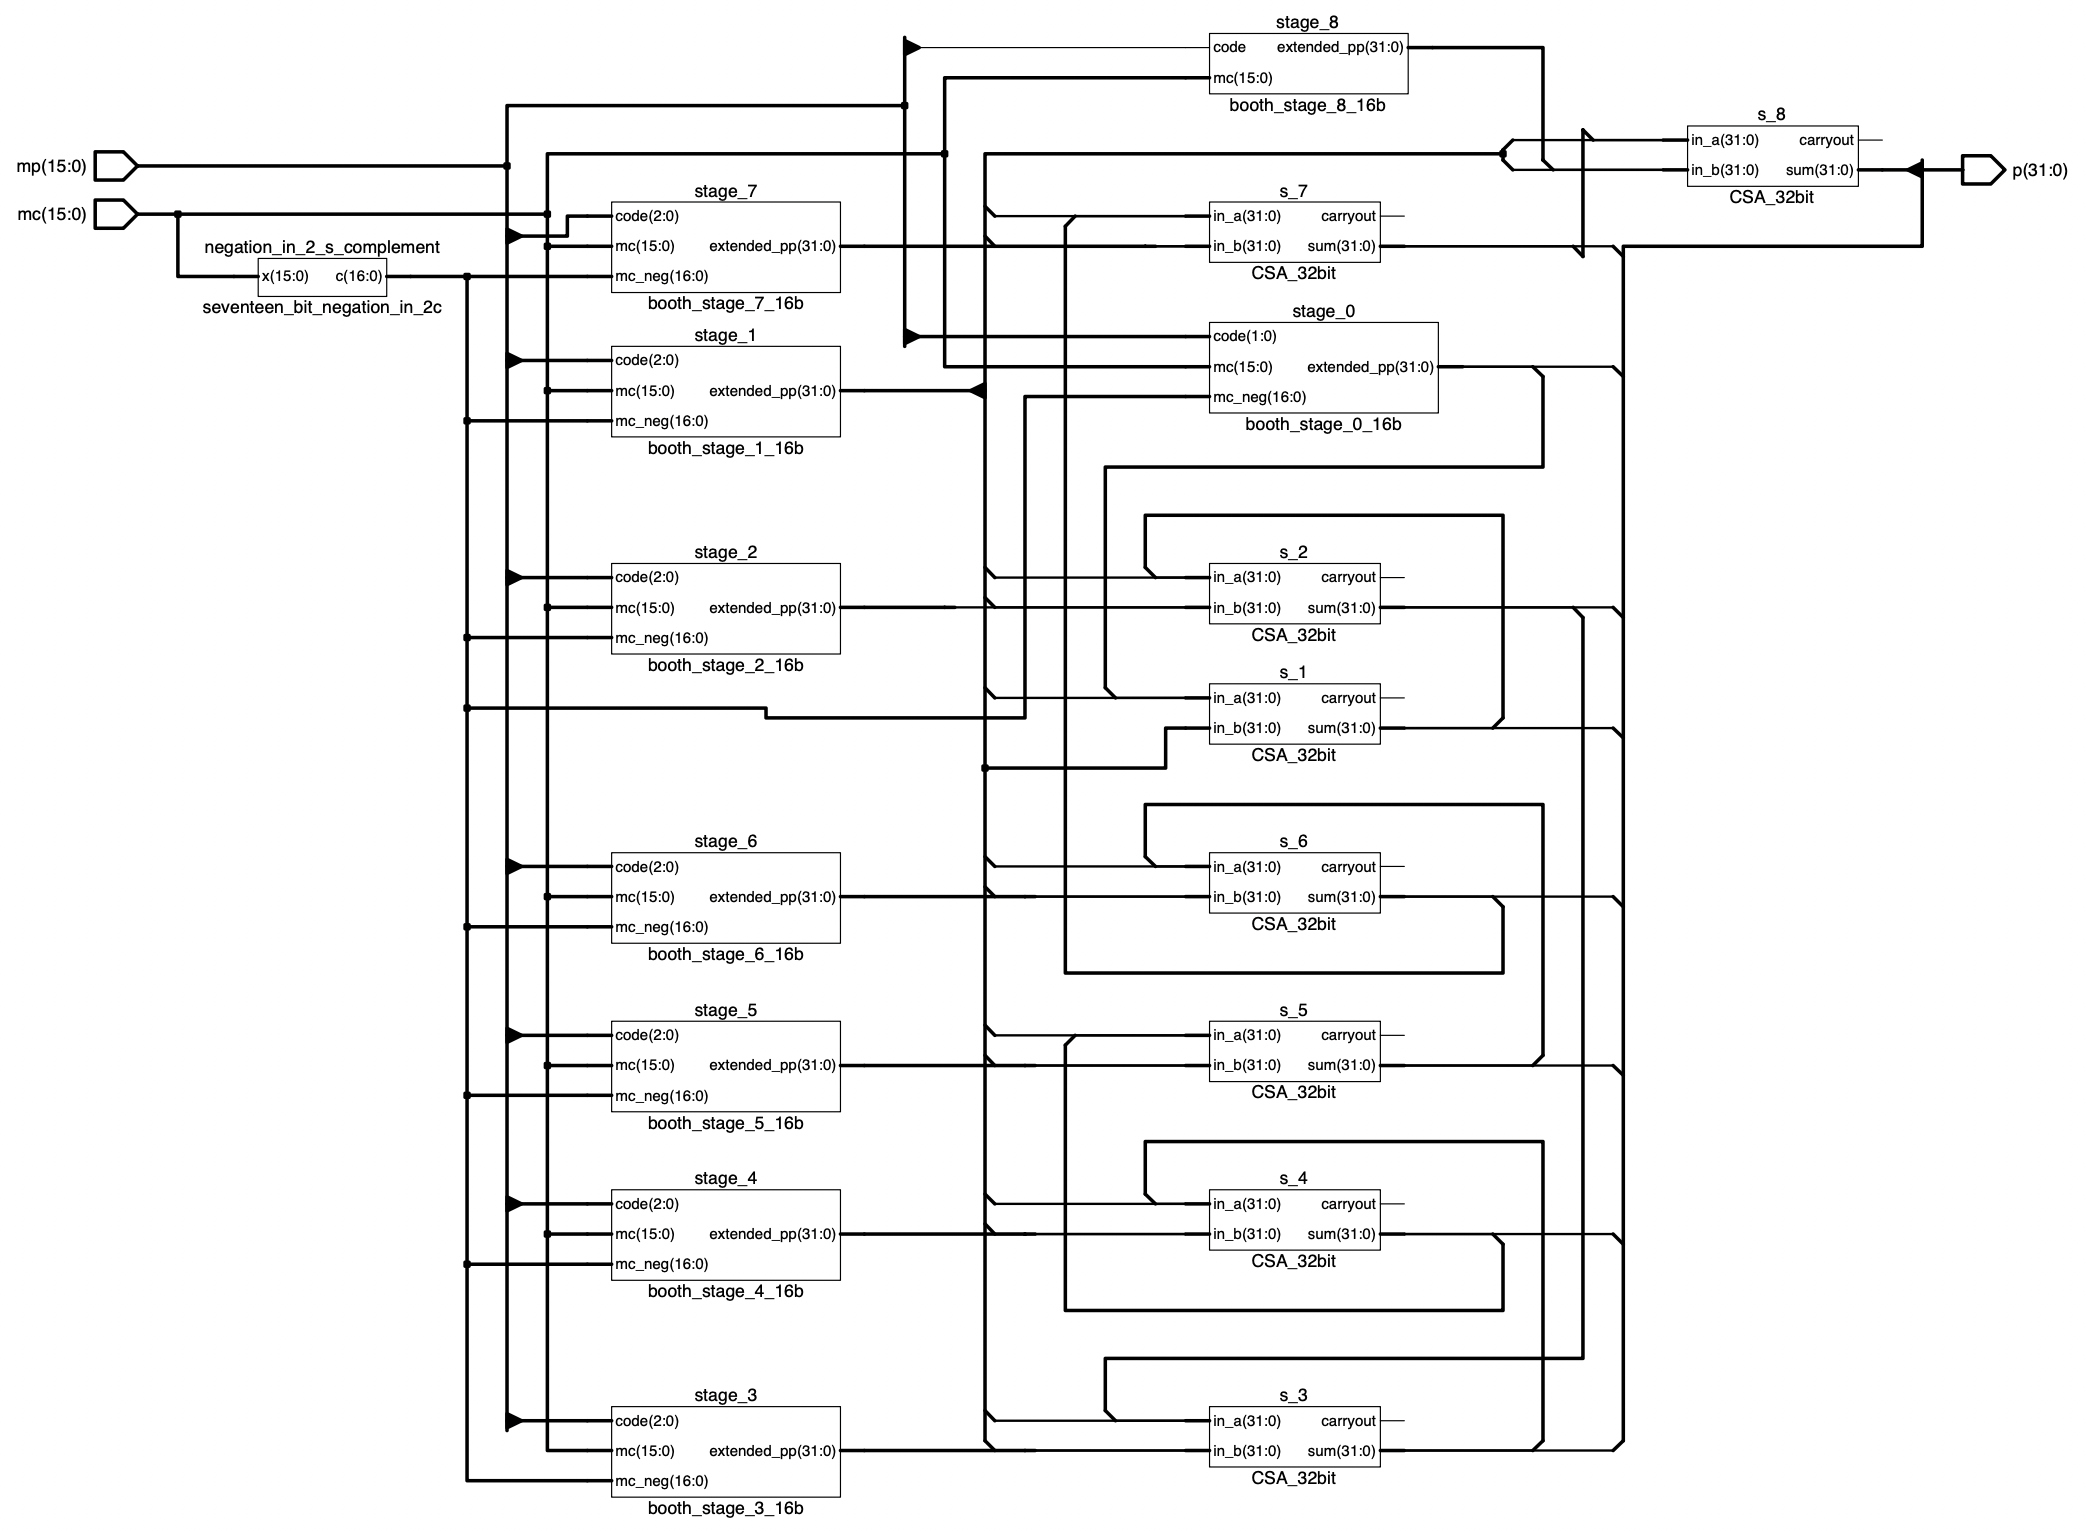 stage_8
code extended_pp(31:0)
mc(15:0)
booth_stage_8_16b
s_8
in_a(31:0) carryout
in_b(31:0) sum(31:0)
CSA_32bit
p(31:0)
mp(15:0)
mc(15:0)
negation_in_2_s_complement
x(15:0) c(16:0)
seventeen_bit_negation_in_2c
stage_7
code(2:0)
mc(15:0) extended_pp(31:0)
mc_neg(16:0)
booth_stage_7_16b
s_7
in_a(31:0) carryout
in_b(31:0) sum(31:0)
CSA_32bit
stage_1
code(2:0)
mc(15:0) extended_pp(31:0)
mc_neg(16:0)
booth_stage_1_16b
stage_0
code(1:0)
mc(15:0) extended_pp(31:0)
mc_neg(16:0)
booth_stage_0_16b
stage_2
code(2:0)
mc(15:0) extended_pp(31:0)
mc_neg(16:0)
booth_stage_2_16b
s_2
in_a(31:0) carryout
in_b(31:0) sum(31:0)
CSA_32bit
s_1
in_a(31:0) carryout
in_b(31:0) sum(31:0)
CSA_32bit
stage_6
code(2:0)
mc(15:0) extended_pp(31:0)
mc_neg(16:0)
booth_stage_6_16b
s_6
in_a(31:0) carryout
in_b(31:0) sum(31:0)
CSA_32bit
stage_5
code(2:0)
mc(15:0) extended_pp(31:0)
mc_neg(16:0)
booth_stage_5_16b
s_5
in_a(31:0) carryout
in_b(31:0) sum(31:0)
CSA_32bit
stage_4
code(2:0)
mc(15:0) extended_pp(31:0)
mc_neg(16:0)
booth_stage_4_16b
s_4
in_a(31:0) carryout
in_b(31:0) sum(31:0)
CSA_32bit
stage_3
code(2:0)
mc(15:0) extended_pp(31:0)
mc_neg(16:0)
booth_stage_3_16b
s_3
in_a(31:0) carryout
in_b(31:0) sum(31:0)
CSA_32bit